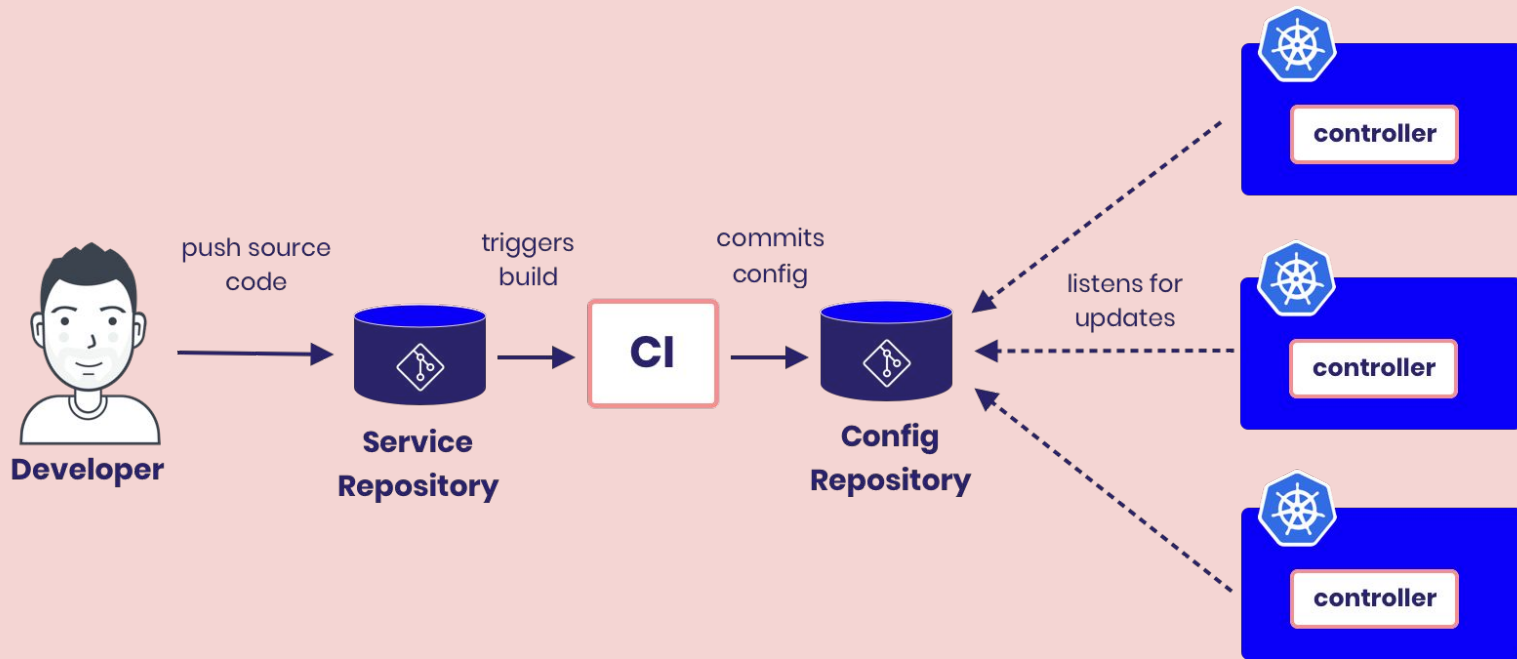 push source
code
triggers
build
commits
config
listens for
updates
CI
Developer
Service
Repository
Config
Repository
controller
controller
controller